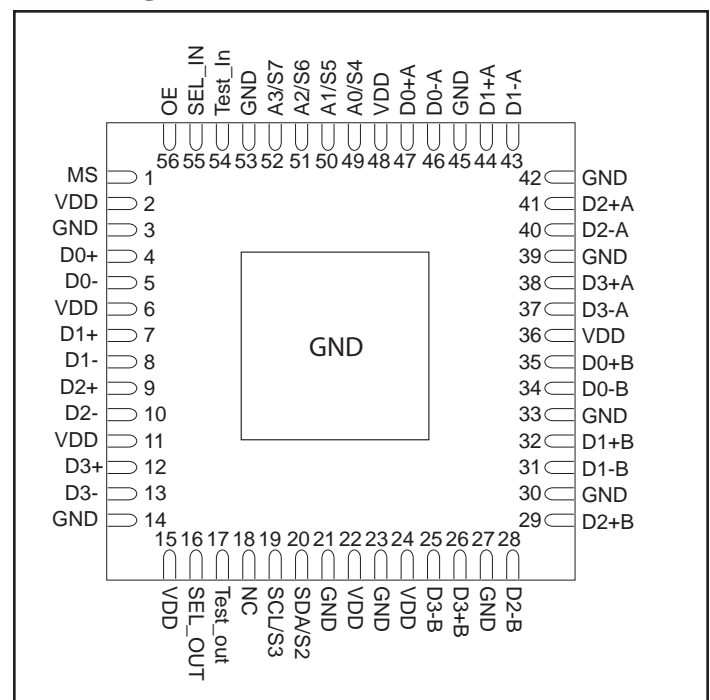 OE SEL_IN Test_In GND A3/S7 A2/S6 A1/S5 A0/S4 VDD D0+A D0-A GND D1+A D1-A
56 55 54 53 52 51 50 49 48 47 46 45 44 43
MS 1
VDD 2
GND 3
D0+ 4
D0- 5
VDD 6
D1+ 7
D1- 8
D2+ 9
D2- 10
VDD 11
D3+ 12
D3- 13
GND 14
GND
42 GND
41 D2+A
40 D2-A
39 GND
38 D3+A
37 D3-A
36 VDD
35 D0+B
34 D0-B
33 GND
32 D1+B
31 D1-B
30 GND
29 D2+B
15 16 17 18 19 20 21 22 23 24 25 26 27 28
VDD SEL_OUT Test_out NC SCL/S3 SDA/S2 GND VDD GND VDD D3-B D3+B GND D2-B